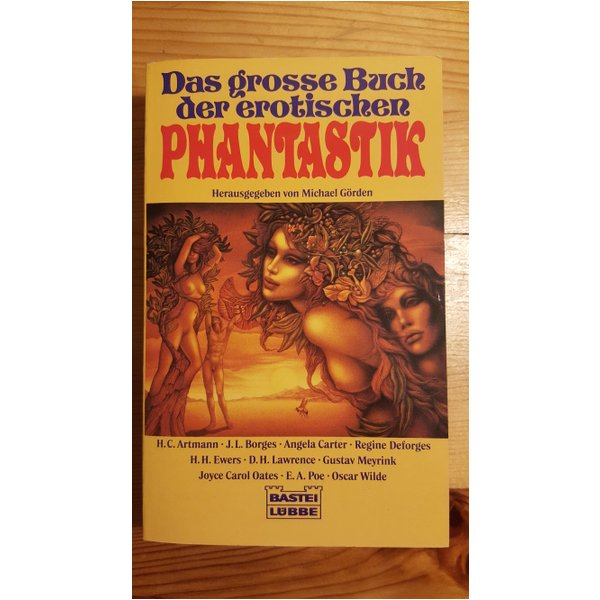 Das grosse Buch
der erotischen
PHANTASTIK
Herausgegeben von Michael Görden
H. C. Artmann · J. L. Borges · Angela Carter · Regine Deforges
H. H. Ewers · D. H. Lawrence · Gustav Meyrink
Joyce Carol Oates · E. A. Poe · Oscar Wilde
BASTEI
LÜBBE